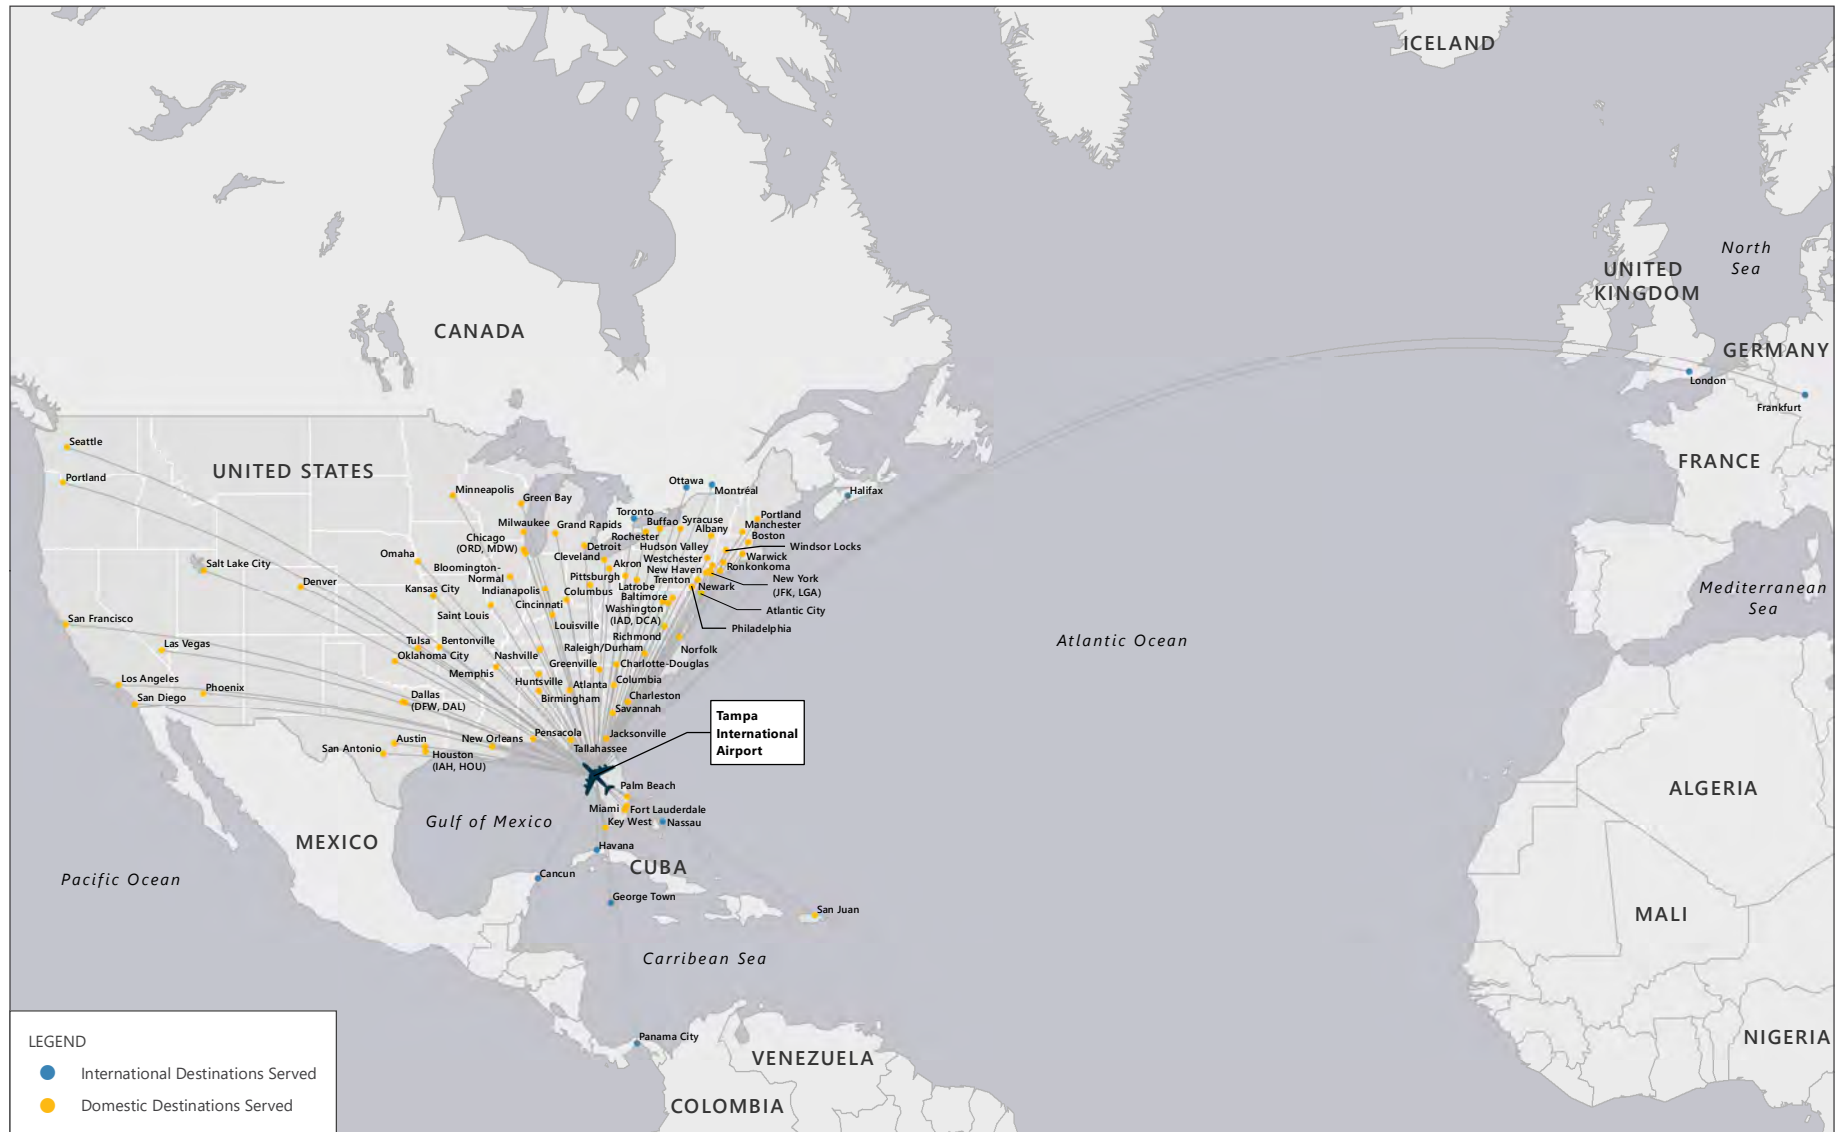 ICELAND
North
Sea
UNITED
KINGDOM
CANADA
GERMANY
London
Frankfurt
FRANCE
Seattle
UNITED STATES
Portland
Ottawa
Montréal
Halifax
Minneapolis
Green Bay
Toronto
Portland
Milwaukee
Grand Rapids
Buffao
Syracuse
Manchester
Rochester
Albany
Boston
Chicago
(ORD, MDW)
Detroit
Hudson Valley
Windsor Locks
Omaha
Cleveland
Westchester
Warwick
Salt Lake City
Bloomington-
Normal
Akron
New Haven
Ronkonkoma
Denver
Pittsburgh
Trenton
New York
(JFK, LGA)
Kansas City
Indianapolis
Columbus
Latrobe
Newark
Baltimore
Cincinnati
Washington
(IAD, DCA)
Atlantic City
Saint Louis
Louisville
Philadelphia
San Francisco
Richmond
Las Vegas
Tulsa
Bentonville
Raleigh/Durham
Norfolk
Oklahoma City
Nashville
Greenville
Charlotte-Douglas
Memphis
Los Angeles
Phoenix
Huntsville
Atlanta
Columbia
San Diego
Dallas
(DFW, DAL)
Birmingham
Charleston
Savannah
Tampa
International
Airport
San Antonio
Austin
New Orleans
Pensacola
Jacksonville
Tallahassee
Houston
(IAH, HOU)
Palm Beach
Miami
Fort Lauderdale
Key West
Nassau
Gulf of Mexico
MEXICO
Havana
CUBA
Pacific Ocean
Cancun
George Town
San Juan
Carribean Sea
Atlantic Ocean
Mediterranean
Sea
ALGERIA
MALI
NIGERIA
Panama City
VENEZUELA
COLOMBIA
LEGEND
International Destinations Served
Domestic Destinations Served